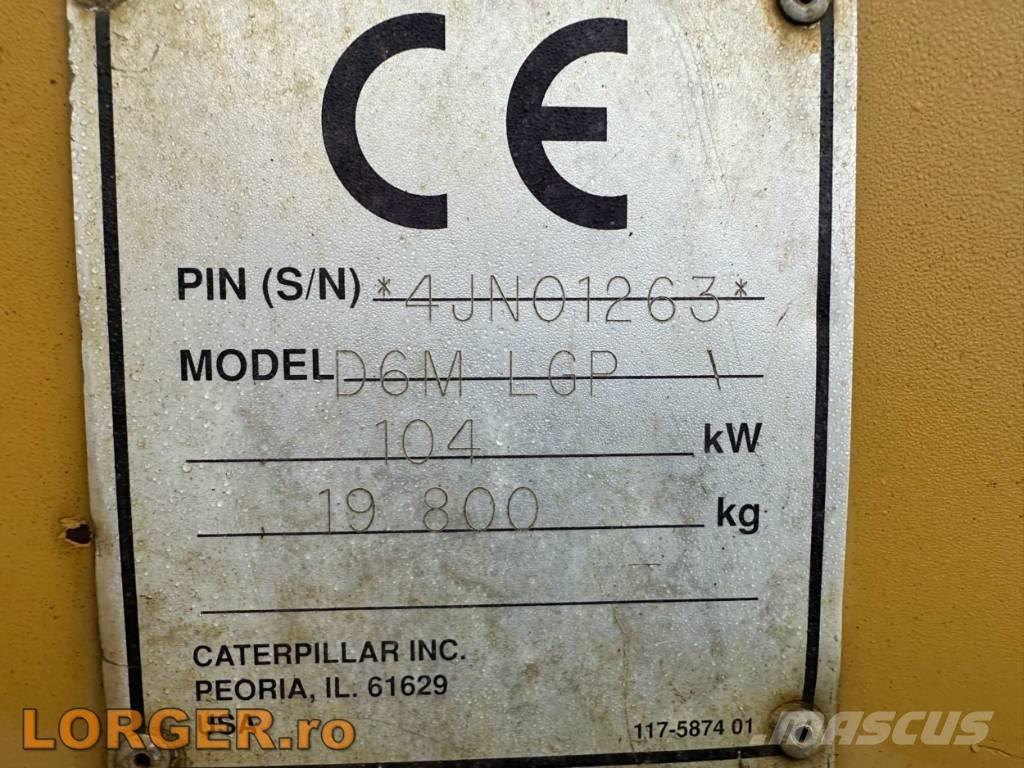 CE
PIN (S/N) *4JN01263*
MODEL D6M LGP \
104 kW
19 800 kg
CATERPILLAR INC.
PEORIA, IL. 61629
USA
117-5874 01
LORGER.ro
MASCUS